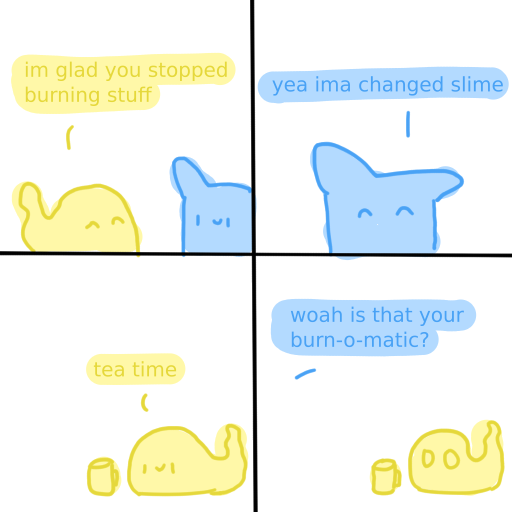 im glad you stopped
burning stuff
yea ima changed slime
tea time
woah is that your
burn-o-matic?